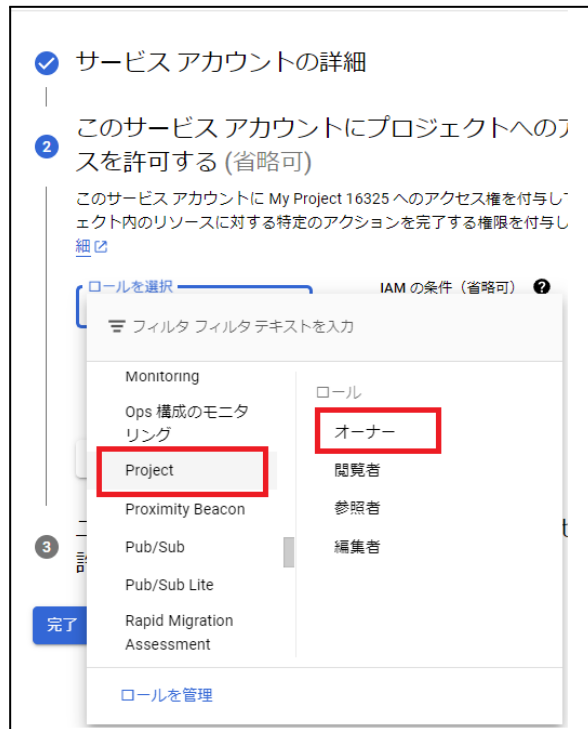 サービス アカウントの詳細
2
このサービス アカウントにプロジェクトへの
スを許可する (省略可)
このサービス アカウントに My Project 16325 へのアクセス権を付与して
ェクト内のリソースに対する特定のアクションを完了する権限を付与し
細
ロールを選択
IAM の条件（省略可）
フィルタ フィルタ テキストを入力
Monitoring
Ops 構成のモニタ
リング
Project
Proximity Beacon
Pub/Sub
Pub/Sub Lite
Rapid Migration
Assessment
ロール
オーナー
閲覧者
参照者
編集者
ロールを管理
3
完了